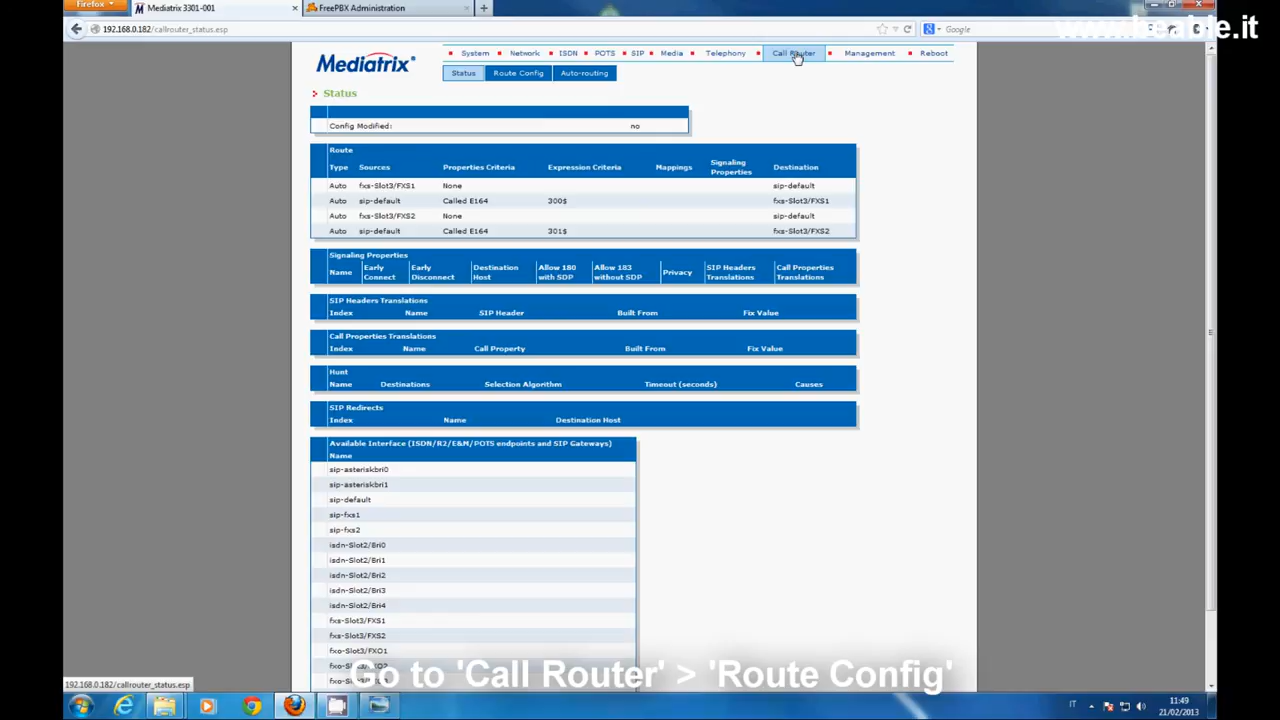 Firefox
Mediatrix 3301-001
FreePBX Administration
192.168.0.182/callrouter_status.esp
Google
www.keable.it
Mediatrix
System Network ISDN POTS SIP Media Telephony Call Router Management Reboot
Status Route Config Auto-routing
Status
Config Modified: no
Route
Type Sources Properties Criteria Expression Criteria Mappings Signaling Properties Destination
Auto fxs-Slot3/FXS1 None sip-default
Auto sip-default Called E164 300$ fxs-Slot3/FXS1
Auto fxs-Slot3/FXS2 None sip-default
Auto sip-default Called E164 301$ fxs-Slot3/FXS2
Signaling Properties
Name Early Connect Early Disconnect Destination Host Allow 180 with SDP Allow 183 without SDP Privacy SIP Headers Translations Call Properties Translations
SIP Headers Translations
Index Name SIP Header Built From Fix Value
Call Properties Translations
Index Name Call Property Built From Fix Value
Hunt
Name Destinations Selection Algorithm Timeout (seconds) Causes
SIP Redirects
Index Name Destination Host
Available Interface (ISDN/R2/E&M/POTS endpoints and SIP Gateways)
Name
sip-asteriskbri0
sip-asteriskbri1
sip-default
sip-fxs1
sip-fxs2
isdn-Slot2/Bri0
isdn-Slot2/Bri1
isdn-Slot2/Bri2
isdn-Slot2/Bri3
isdn-Slot2/Bri4
fxs-Slot3/FXS1
fxs-Slot3/FXS2
fxo-Slot3/FXO1
Go to 'Call Router' > 'Route Config'
192.168.0.182/callrouter_status.esp
IT
11:49
21/02/2013